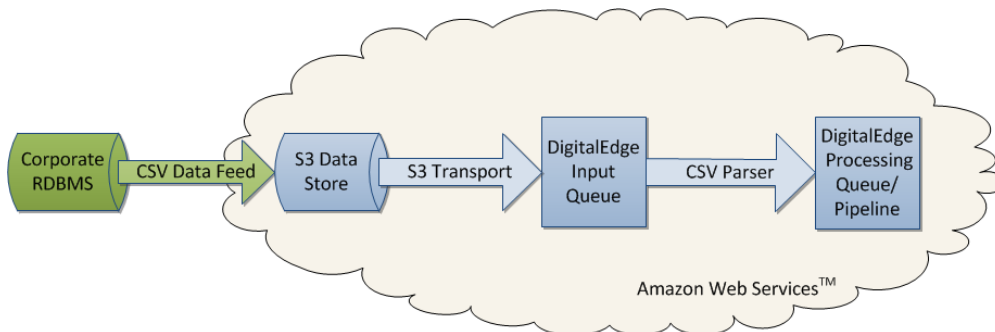 Corporate
RDBMS
CSV Data Feed
S3 Data
Store
S3 Transport
DigitalEdge
Input
Queue
CSV Parser
DigitalEdge
Processing
Queue/
Pipeline
Amazon Web Services™